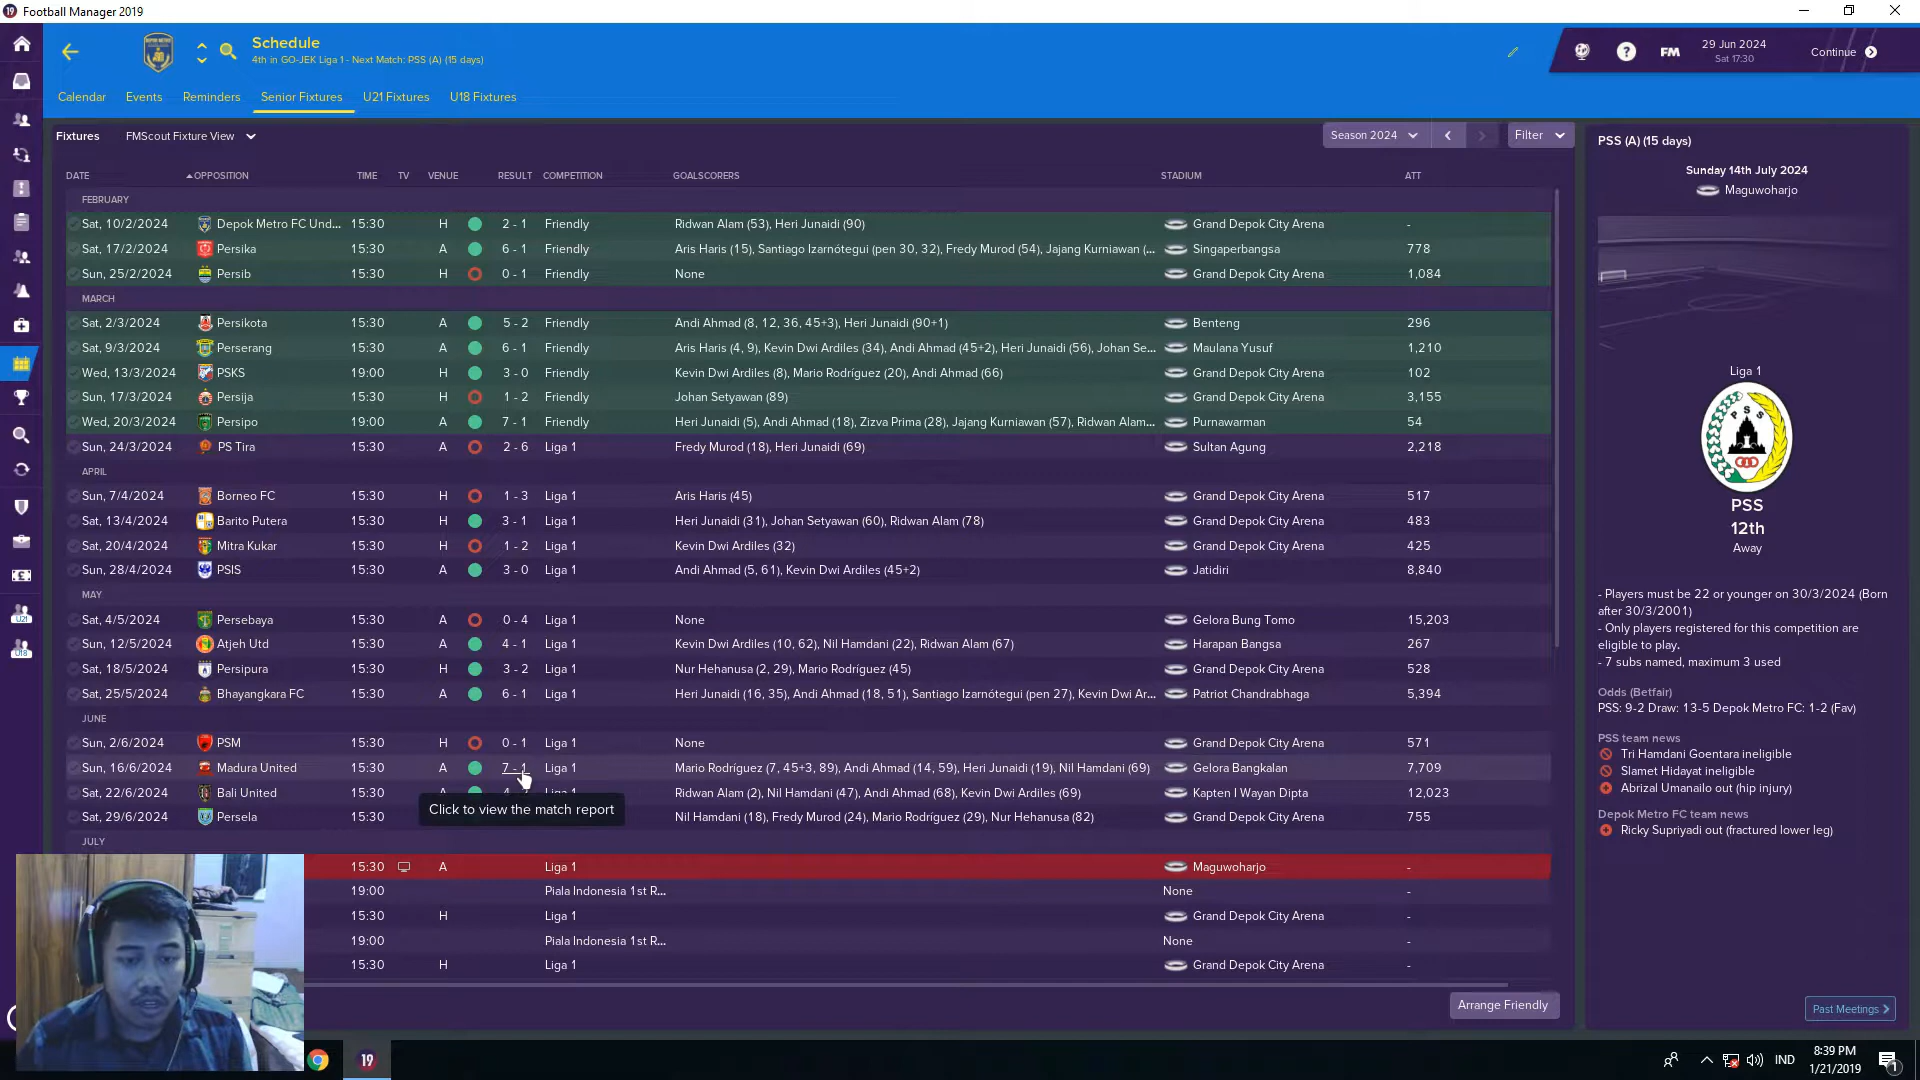 Football Manager 2019
Schedule
4th in GO-JEK Liga 1 - Next Match: PSS (A) (15 days)
FM
29 Jun 2024
Sat 17:30
Continue
Calendar Events Reminders Senior Fixtures U21 Fixtures U18 Fixtures
Fixtures FMScout Fixture View Season 2024 Filter
DATE OPPOSITION TIME TV VENUE RESULT COMPETITION GOALSCORERS STADIUM ATT
FEBRUARY
Sat, 10/2/2024 Depok Metro FC Und... 15:30 H 2 - 1 Friendly Ridwan Alam (53), Heri Junaidi (90) Grand Depok City Arena -
Sat, 17/2/2024 Persika 15:30 A 6 - 1 Friendly Aris Haris (15), Santiago Izarnótegui (pen 30, 32), Fredy Murod (54), Jajang Kurniawan (... Singaperbangsa 778
Sun, 25/2/2024 Persib 15:30 H 0 - 1 Friendly None Grand Depok City Arena 1,084
MARCH
Sat, 2/3/2024 Persikota 15:30 A 5 - 2 Friendly Andi Ahmad (8, 12, 36, 45+3), Heri Junaidi (90+1) Benteng 296
Sat, 9/3/2024 Perserang 15:30 A 6 - 1 Friendly Aris Haris (4, 9), Kevin Dwi Ardiles (34), Andi Ahmad (45+2), Heri Junaidi (56), Johan Se... Maulana Yusuf 1,210
Wed, 13/3/2024 PSKS 19:00 H 3 - 0 Friendly Kevin Dwi Ardiles (8), Mario Rodríguez (20), Andi Ahmad (66) Grand Depok City Arena 102
Sun, 17/3/2024 Persija 15:30 H 1 - 2 Friendly Johan Setyawan (89) Grand Depok City Arena 3,155
Wed, 20/3/2024 Persipo 19:00 A 7 - 1 Friendly Heri Junaidi (5), Andi Ahmad (18), Zizva Prima (28), Jajang Kurniawan (57), Ridwan Alam... Purnawarman 54
Sun, 24/3/2024 PS Tira 15:30 A 2 - 6 Liga 1 Fredy Murod (18), Heri Junaidi (69) Sultan Agung 2,218
APRIL
Sun, 7/4/2024 Borneo FC 15:30 H 1 - 3 Liga 1 Aris Haris (45) Grand Depok City Arena 517
Sat, 13/4/2024 Barito Putera 15:30 H 3 - 1 Liga 1 Heri Junaidi (31), Johan Setyawan (60), Ridwan Alam (78) Grand Depok City Arena 483
Sat, 20/4/2024 Mitra Kukar 15:30 H 1 - 2 Liga 1 Kevin Dwi Ardiles (32) Grand Depok City Arena 425
Sun, 28/4/2024 PSIS 15:30 A 3 - 0 Liga 1 Andi Ahmad (5, 61), Kevin Dwi Ardiles (45+2) Jatidiri 8,840
MAY
Sat, 4/5/2024 Persebaya 15:30 A 0 - 4 Liga 1 None Gelora Bung Tomo 15,203
Sun, 12/5/2024 Atjeh Utd 15:30 A 4 - 1 Liga 1 Kevin Dwi Ardiles (10, 62), Nil Hamdani (22), Ridwan Alam (67) Harapan Bangsa 267
Sat, 18/5/2024 Persipura 15:30 H 3 - 2 Liga 1 Nur Hehanusa (2, 29), Mario Rodríguez (45) Grand Depok City Arena 528
Sat, 25/5/2024 Bhayangkara FC 15:30 A 6 - 1 Liga 1 Heri Junaidi (16, 35), Andi Ahmad (18, 51), Santiago Izarnótegui (pen 27), Kevin Dwi Ar... Patriot Chandrabhaga 5,394
JUNE
Sun, 2/6/2024 PSM 15:30 H 0 - 1 Liga 1 None Grand Depok City Arena 571
Sun, 16/6/2024 Madura United 15:30 A 7 - 1 Liga 1 Mario Rodríguez (7, 45+3, 89), Andi Ahmad (14, 59), Heri Junaidi (19), Nil Hamdani (69) Gelora Bangkalan 7,709
Sat, 22/6/2024 Bali United 15:30 Ridwan Alam (2), Nil Hamdani (47), Andi Ahmad (68), Kevin Dwi Ardiles (69) Kapten I Wayan Dipta 12,023
Click to view the match report
Sat, 29/6/2024 Persela 15:30 Nil Hamdani (18), Fredy Murod (24), Mario Rodríguez (29), Nur Hehanusa (82) Grand Depok City Arena 755
JULY
15:30 A Liga 1 Maguwoharjo -
19:00 Piala Indonesia 1st R... None -
15:30 H Liga 1 Grand Depok City Arena -
19:00 Piala Indonesia 1st R... None -
15:30 H Liga 1 Grand Depok City Arena -
Arrange Friendly
PSS (A) (15 days)
Sunday 14th July 2024
Maguwoharjo
Liga 1
PSS
PSS
12th
Away
- Players must be 22 or younger on 30/3/2024 (Born
after 30/3/2001)
- Only players registered for this competition are
eligible to play.
- 7 subs named, maximum 3 used
Odds (Betfair)
PSS: 9-2 Draw: 13-5 Depok Metro FC: 1-2 (Fav)
PSS team news
Tri Hamdani Goentara ineligible
Slamet Hidayat ineligible
Abrizal Umanailo out (hip injury)
Depok Metro FC team news
Ricky Supriyadi out (fractured lower leg)
Past Meetings
U21
U18
19
IND
8:39 PM
1/21/2019
1